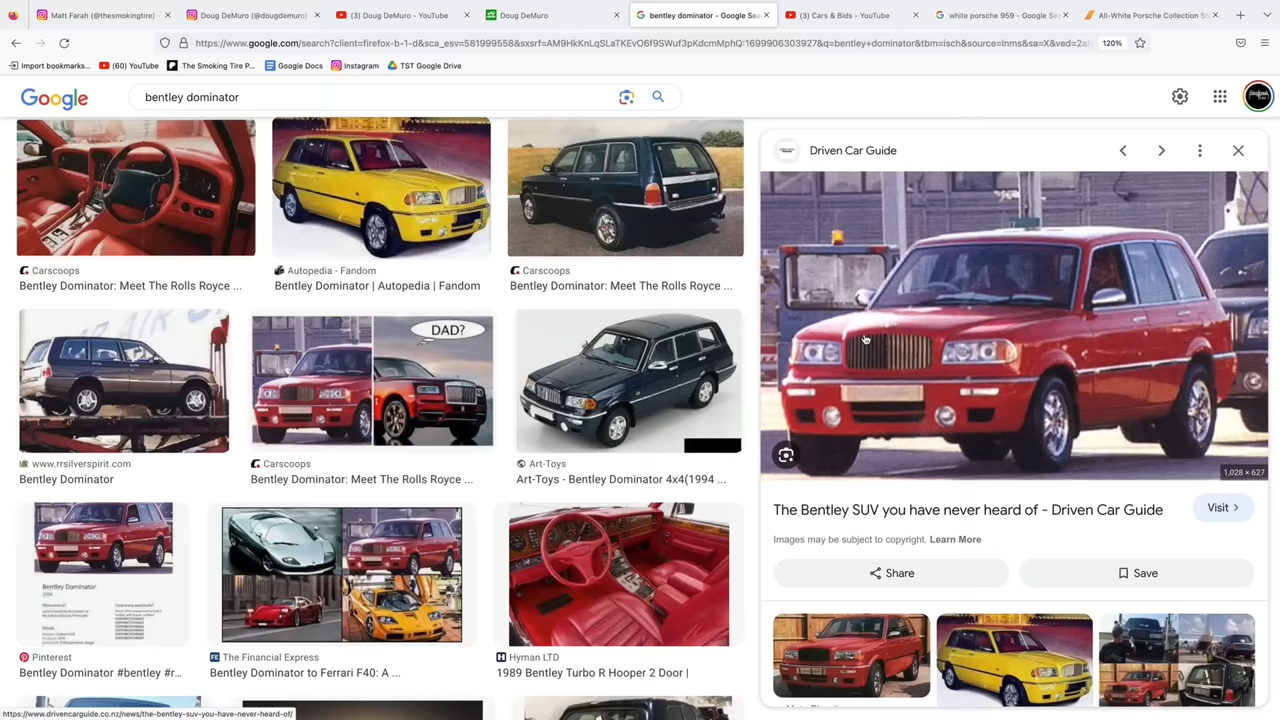 Matt Farah (@thesmokingtire) •
Doug DeMuro (@dougdemuro)
(3) Doug DeMuro - YouTube
Doug DeMuro
bentley dominator - Google Sea
(3) Cars & Bids - YouTube
white porsche 959 - Google Sea
All-White Porsche Collection St
https://www.google.com/search?client=firefox-b-1-d&sca_esv=581999558&sxsrf=AM9HkKnLqSLaTKEvO6f9SWuf3pKdcmMphQ:1699906303927&q=bentley+dominator&tbm=isch&source=lnms&sa=X&ved=2a
120%
Import bookmarks...
(60) YouTube
The Smoking Tire P...
Google Docs
Instagram
TST Google Drive
Google
bentley dominator
Driven Car Guide
Carscoops
Bentley Dominator: Meet The Rolls Royce ...
Autopedia - Fandom
Bentley Dominator | Autopedia | Fandom
Carscoops
Bentley Dominator: Meet The Rolls Royce ...
DAD?
www.rrsilverspirit.com
Bentley Dominator
Carscoops
Bentley Dominator: Meet The Rolls Royce ...
Art-Toys
Art-Toys - Bentley Dominator 4x4(1994 ...
1,028 × 627
The Bentley SUV you have never heard of - Driven Car Guide
Visit
Images may be subject to copyright. Learn More
Share
Save
Bentley Dominator
1994
Pinterest
Bentley Dominator #bentley #r...
The Financial Express
Bentley Dominator to Ferrari F40: A ...
Hyman LTD
1989 Bentley Turbo R Hooper 2 Door |
https://www.drivencarguide.co.nz/news/the-bentley-suv-you-have-never-heard-of/